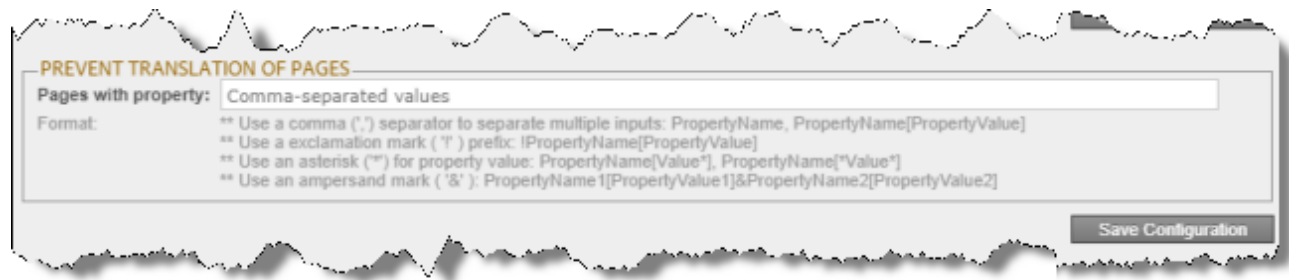 PREVENT TRANSLATION OF PAGES
Pages with property: Comma-separated values
Format: ** Use a comma (',') separator to separate multiple inputs: PropertyName, PropertyName[PropertyValue]
** Use a exclamation mark ( '!' ) prefix: !PropertyName[PropertyValue]
** Use an asterisk ('*') for property value: PropertyName[Value*], PropertyName[*Value*]
** Use an ampersand mark ( '&' ): PropertyName1[PropertyValue1]&PropertyName2[PropertyValue2]
Save Configuration